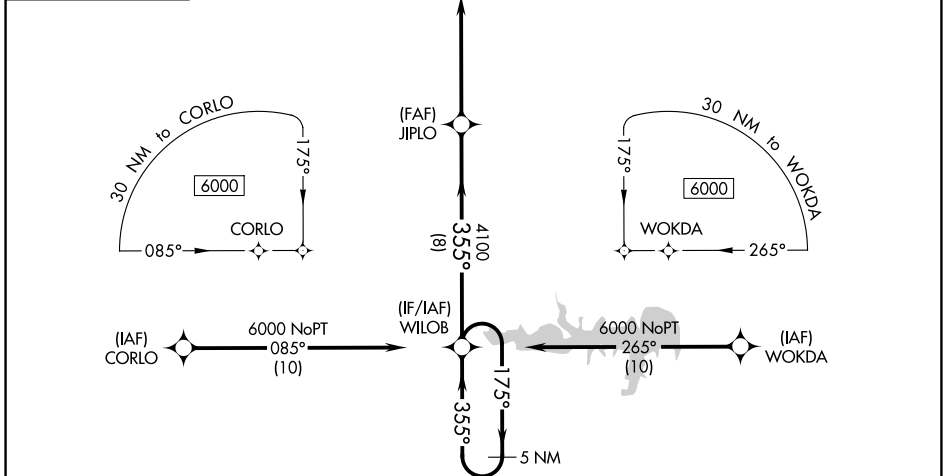 30 NM to CORLO
175°
6000
CORLO
085°
(FAF)
JIPLO
4100
355°
(8)
30 NM to WOKDA
175°
6000
WOKDA
265°
(IF/IAF)
WILOB
(IAF)
CORLO
6000 NoPT
085°
(10)
6000 NoPT
265°
(10)
(IAF)
WOKDA
355°
175°
5 NM